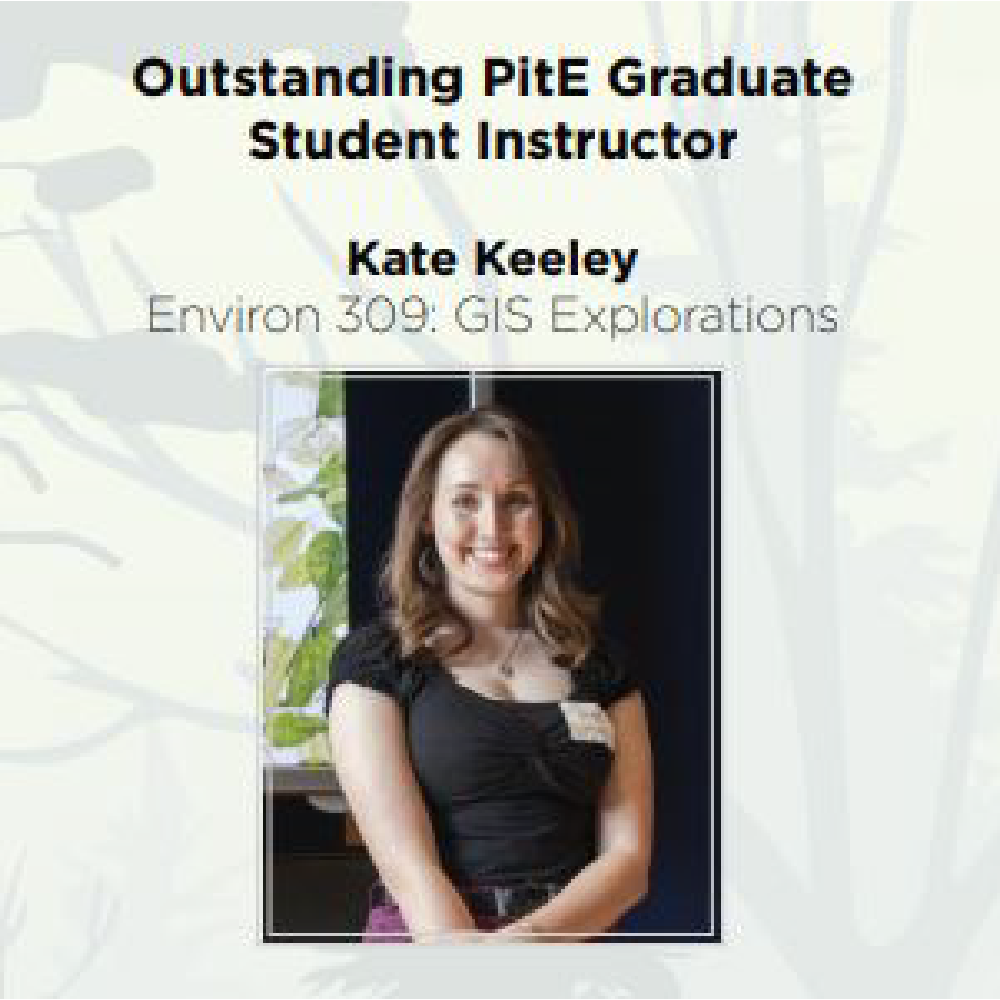 Outstanding PitE Graduate
Student Instructor
Kate Keeley
Environ 309: GIS Explorations